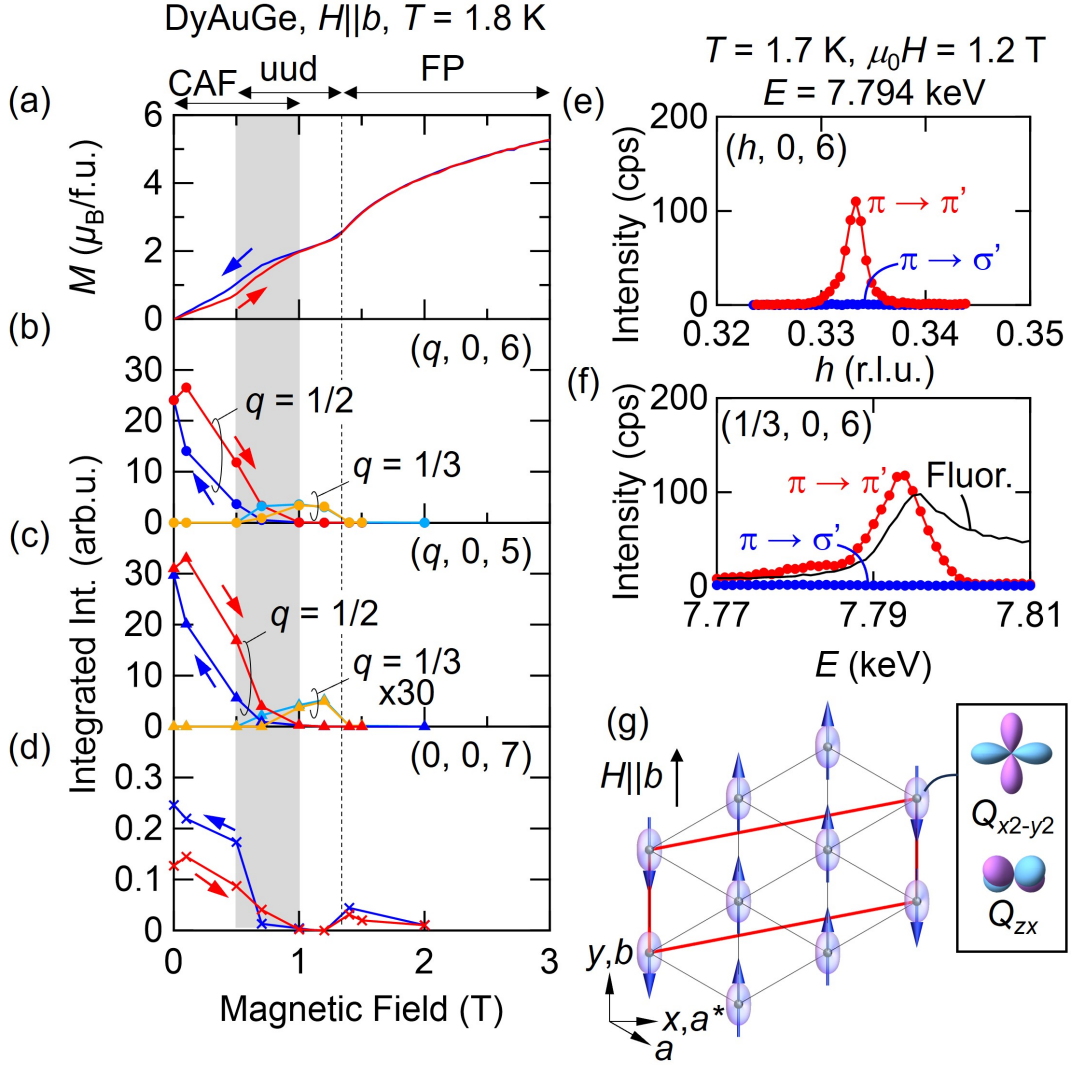 DyAuGe, H||b, T = 1.8 K
CAF
uud
FP
(a)
6
4
2
0
M (μB/f.u.)
(b)
(q, 0, 6)
30
20
10
0
q = 1/2
q = 1/3
(c)
(q, 0, 5)
30
20
10
0
q = 1/2
q = 1/3
x30
Integrated Int. (arb.u.)
(d)
(0, 0, 7)
0.3
0.2
0.1
0
0
1
2
3
Magnetic Field (T)
T = 1.7 K, μ0H = 1.2 T
E = 7.794 keV
(e)
200
100
0
Intensity (cps)
(h, 0, 6)
π → π’
π → σ’
0.32
0.33
0.34
0.35
h (r.l.u.)
(f)
200
100
0
Intensity (cps)
(1/3, 0, 6)
π → π’
Fluor.
π → σ’
7.77
7.79
7.81
E (keV)
(g)
H||b
Qx2-y2
Qzx
y,b
x,a*
a